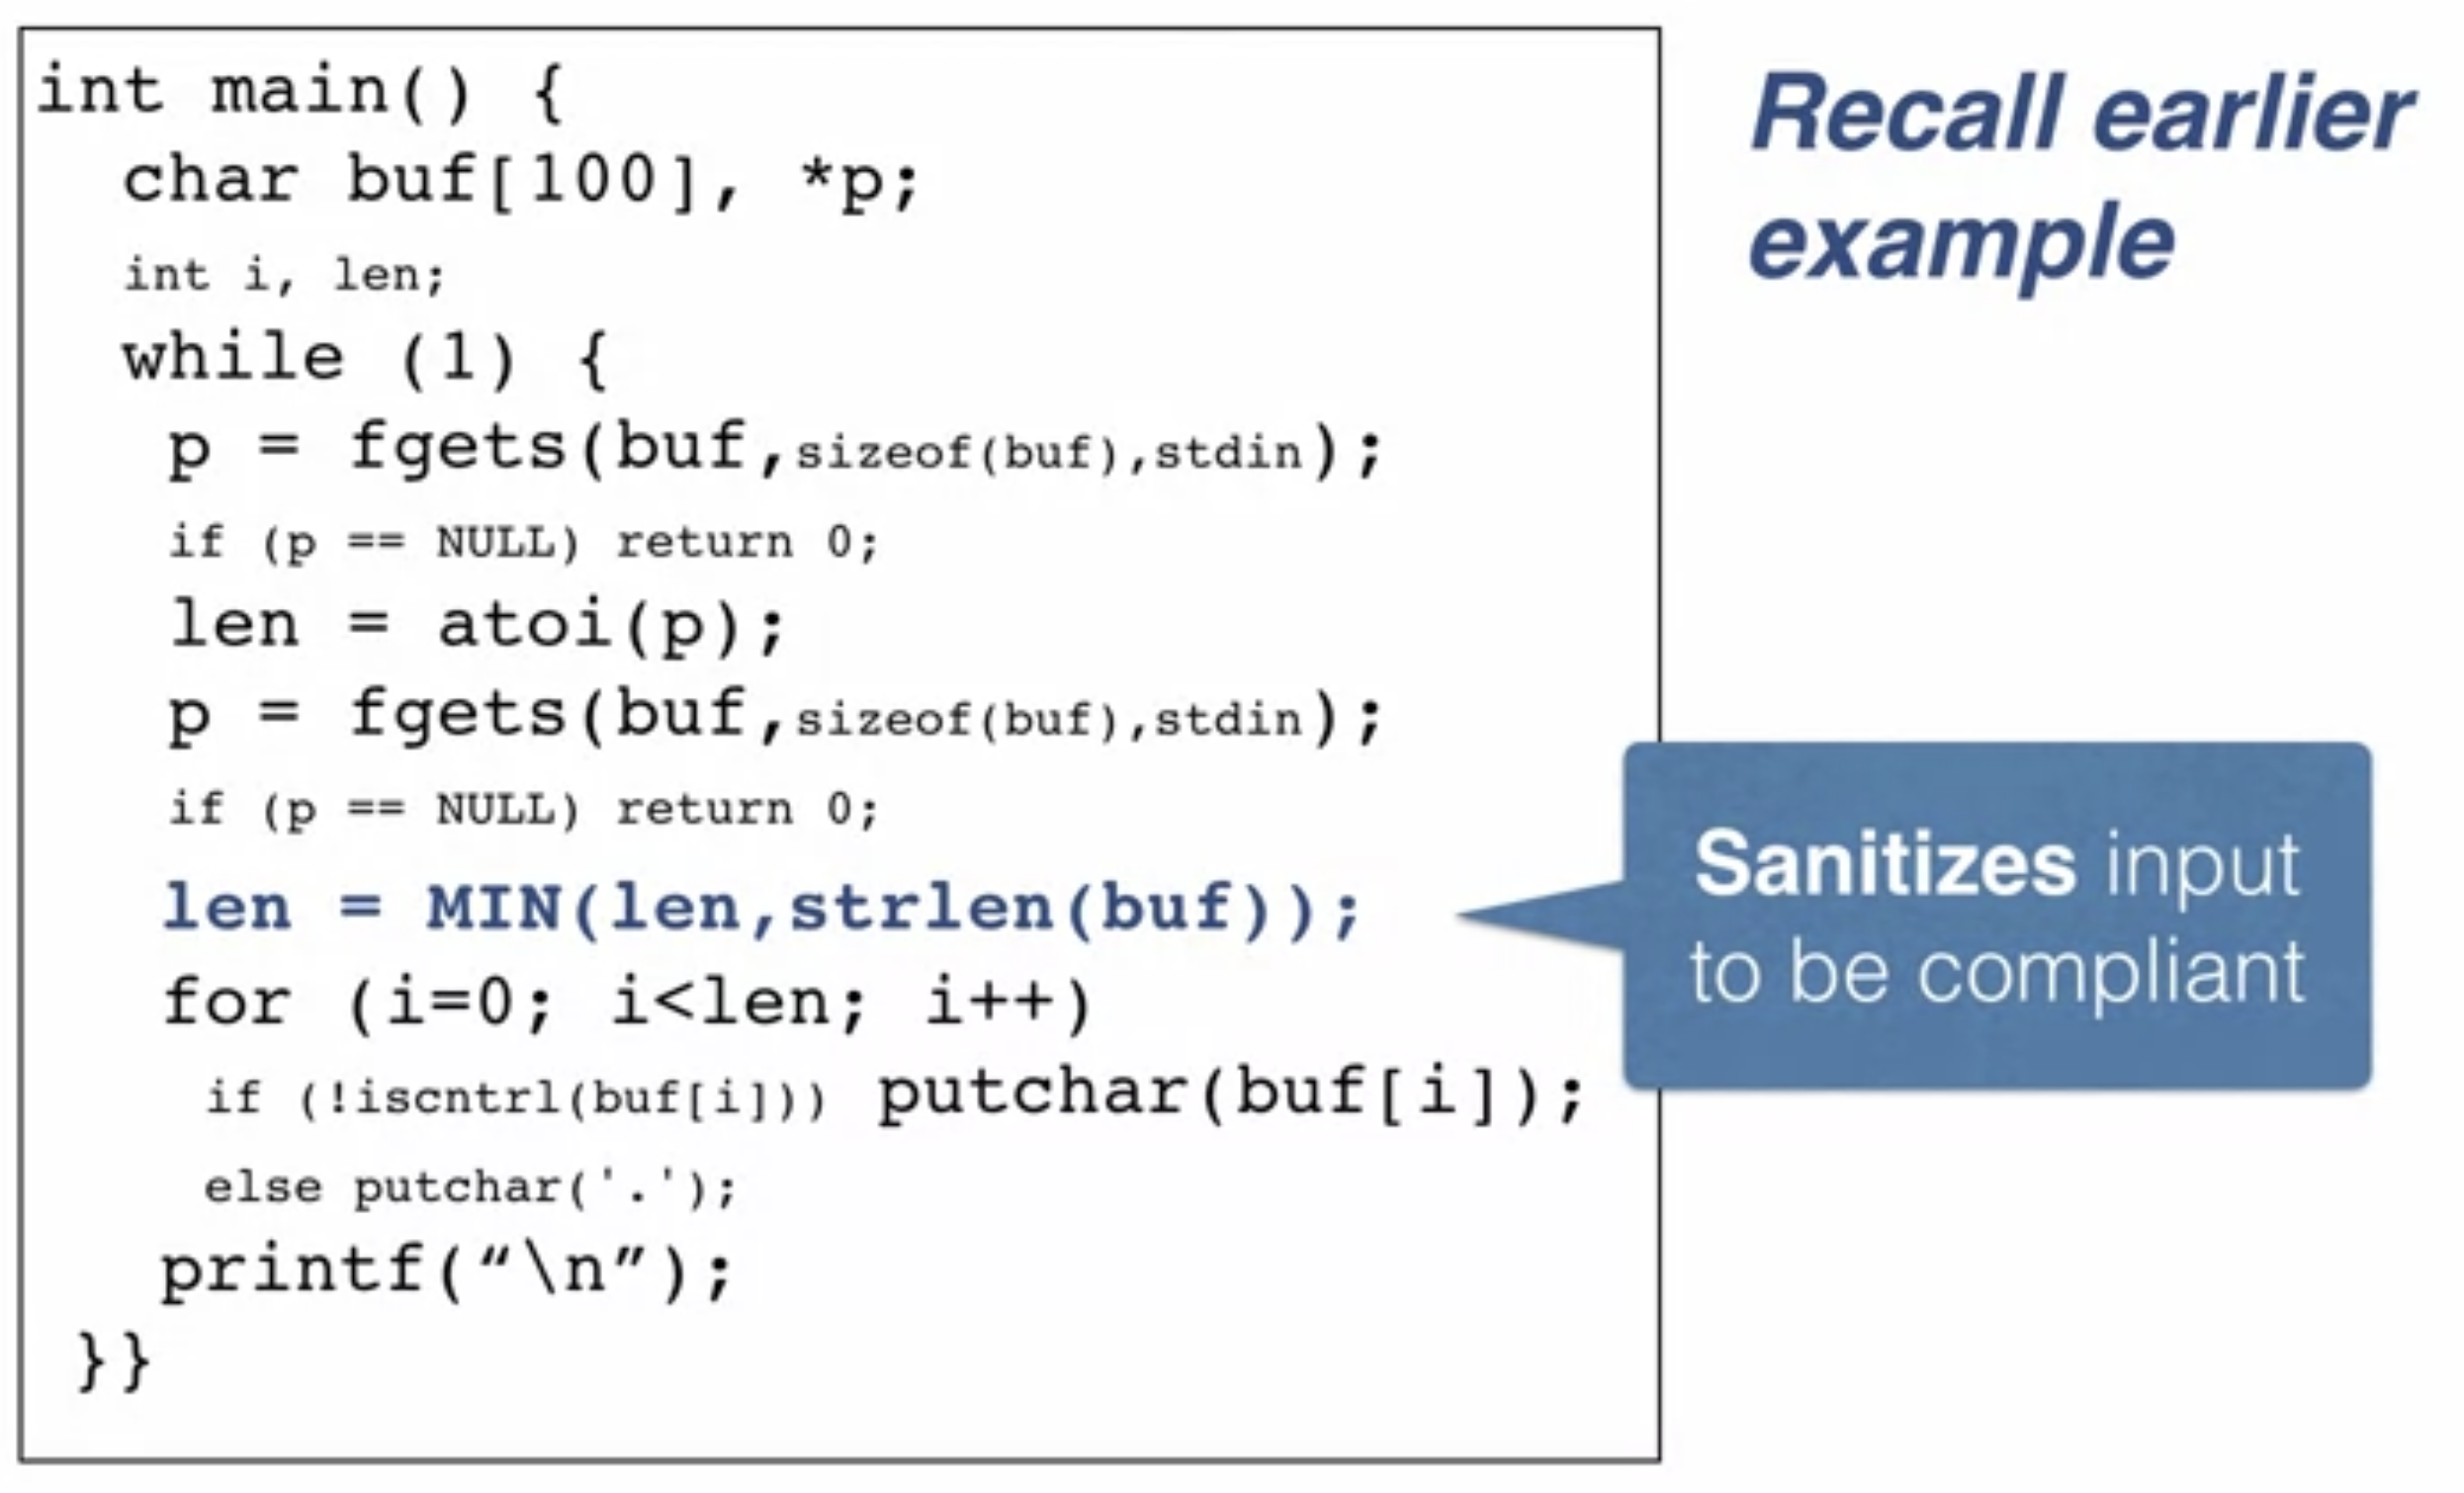 int main() {
char buf[100], *p;
int i, len;
while (1) {
p = fgets(buf,sizeof(buf),stdin);
if (p == NULL) return 0;
len = atoi(p);
p = fgets(buf,sizeof(buf),stdin);
if (p == NULL) return 0;
len = MIN(len,strlen(buf));
for (i=0; i<len; i++)
if (!iscntrl(buf[i])) putchar(buf[i]);
else putchar('.');
printf(“\n”);
}}
Recall earlier
example
Sanitizes input
to be compliant